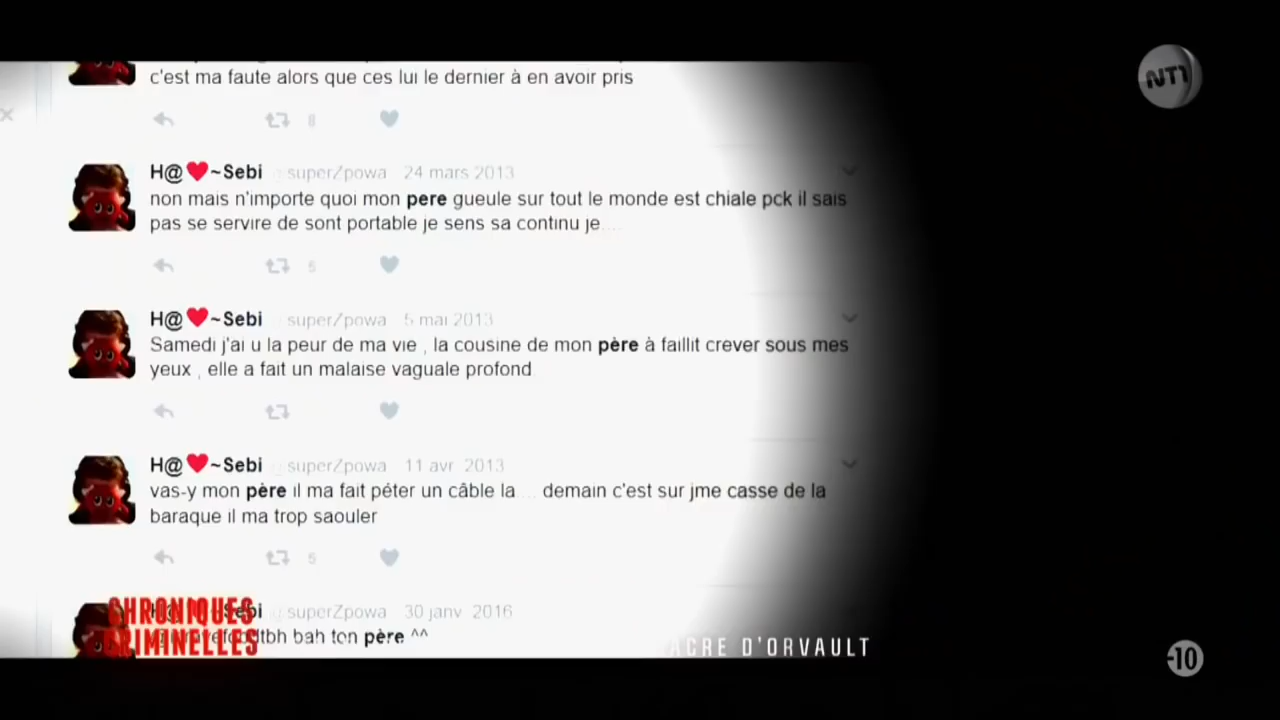 c'est ma faute alors que ces lui le dernier à en avoir pris
8
H@❤~Sebi @superZpowa 24 mars 2013
non mais n'importe quoi mon pere gueule sur tout le monde est chiale pck il sais
pas se servire de sont portable je sens sa continu je....
5
H@❤~Sebi @superZpowa 5 mai 2013
Samedi j'ai u la peur de ma vie , la cousine de mon père à faillit crever sous mes
yeux , elle a fait un malaise vaguale profond
H@❤~Sebi @superZpowa 11 avr. 2013
vas-y mon père il ma fait péter un câble la.... demain c'est sur jme casse de la
baraque il ma trop saouler
5
@superZpowa 30 janv. 2016
bah ton père ^^
CHRONIQUES
CRIMINELLES
ACRE D'ORVAULT
NT1
-10